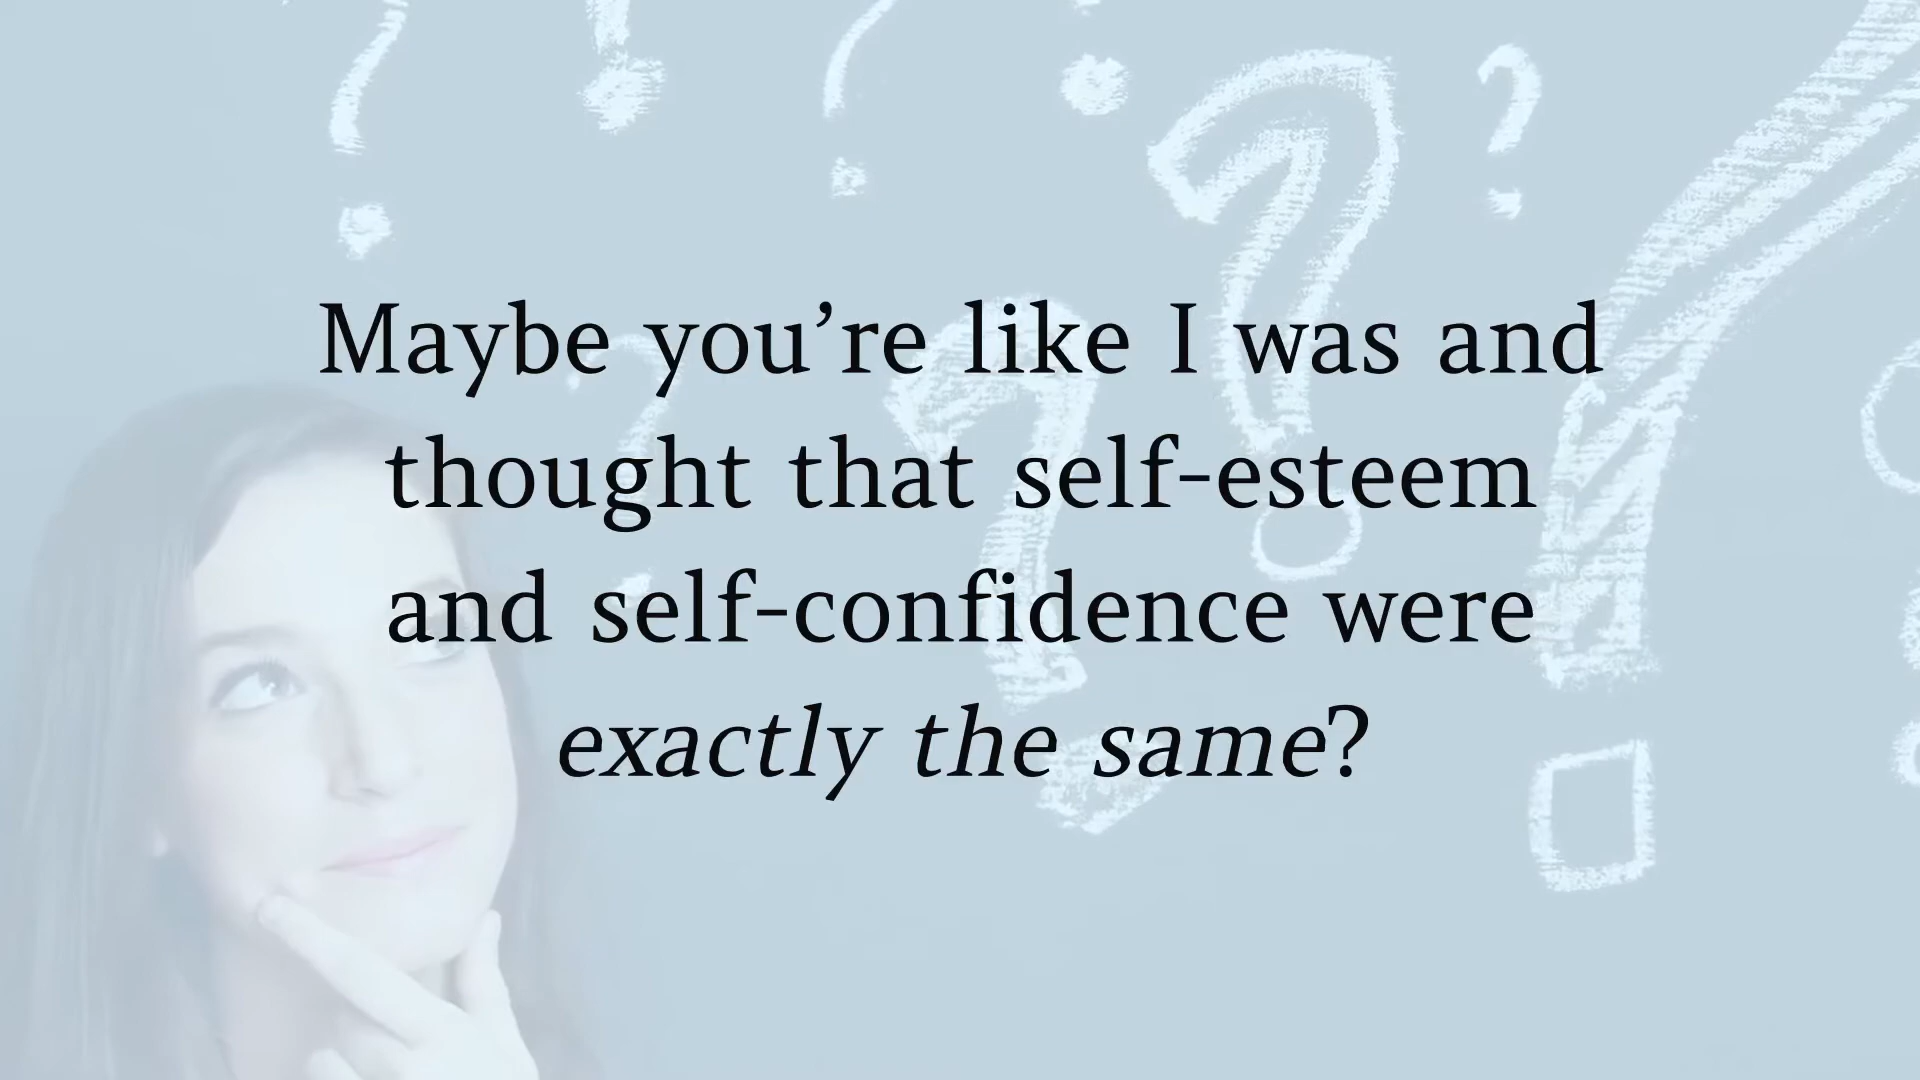 Maybe you’re like I was and
thought that self-esteem
and self-confidence were
exactly the same?